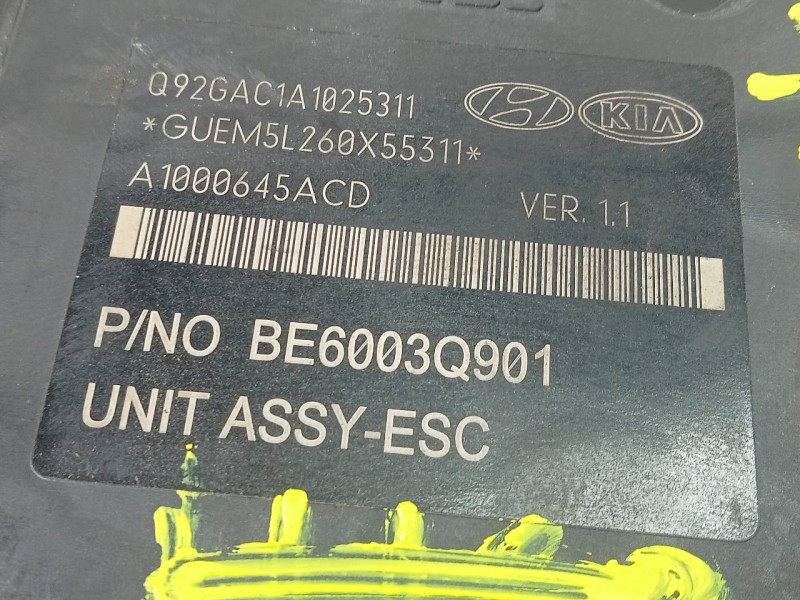 Q92GAC1A1025311
KIA
*GUEM5L260X55311*
A1000645ACD VER. 1.1
P/NO BE6003Q901
UNIT ASSY-ESC